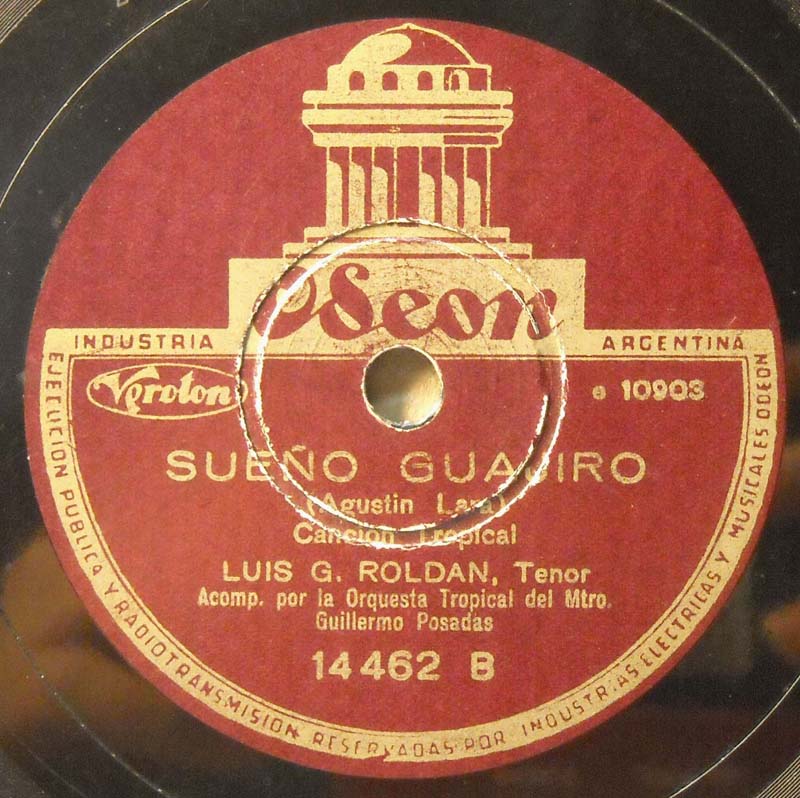 Odeon
INDUSTRIA ARGENTINA
Veroton
e 10903
SUEÑO GUAJIRO
(Agustin Lara)
Canción Tropical
LUIS G. ROLDAN, Tenor
Acomp. por la Orquesta Tropical del Mtro.
Guillermo Posadas
14462 B
EJECUCION PUBLICA Y RADIOTRANSMISION RESERVADAS POR INDUSTRIAS ELECTRICAS Y MUSICALES ODEON